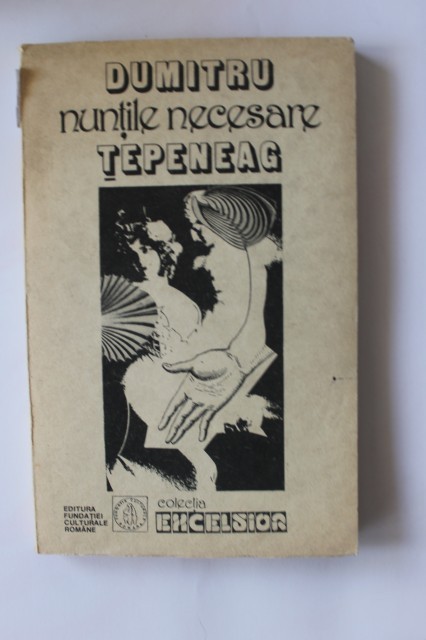 DUMITRU
nunțile necesare
ȚEPENEAG
EDITURA
FUNDAȚIEI
CULTURALE
ROMÂNE
colecția
EXCELSIOR